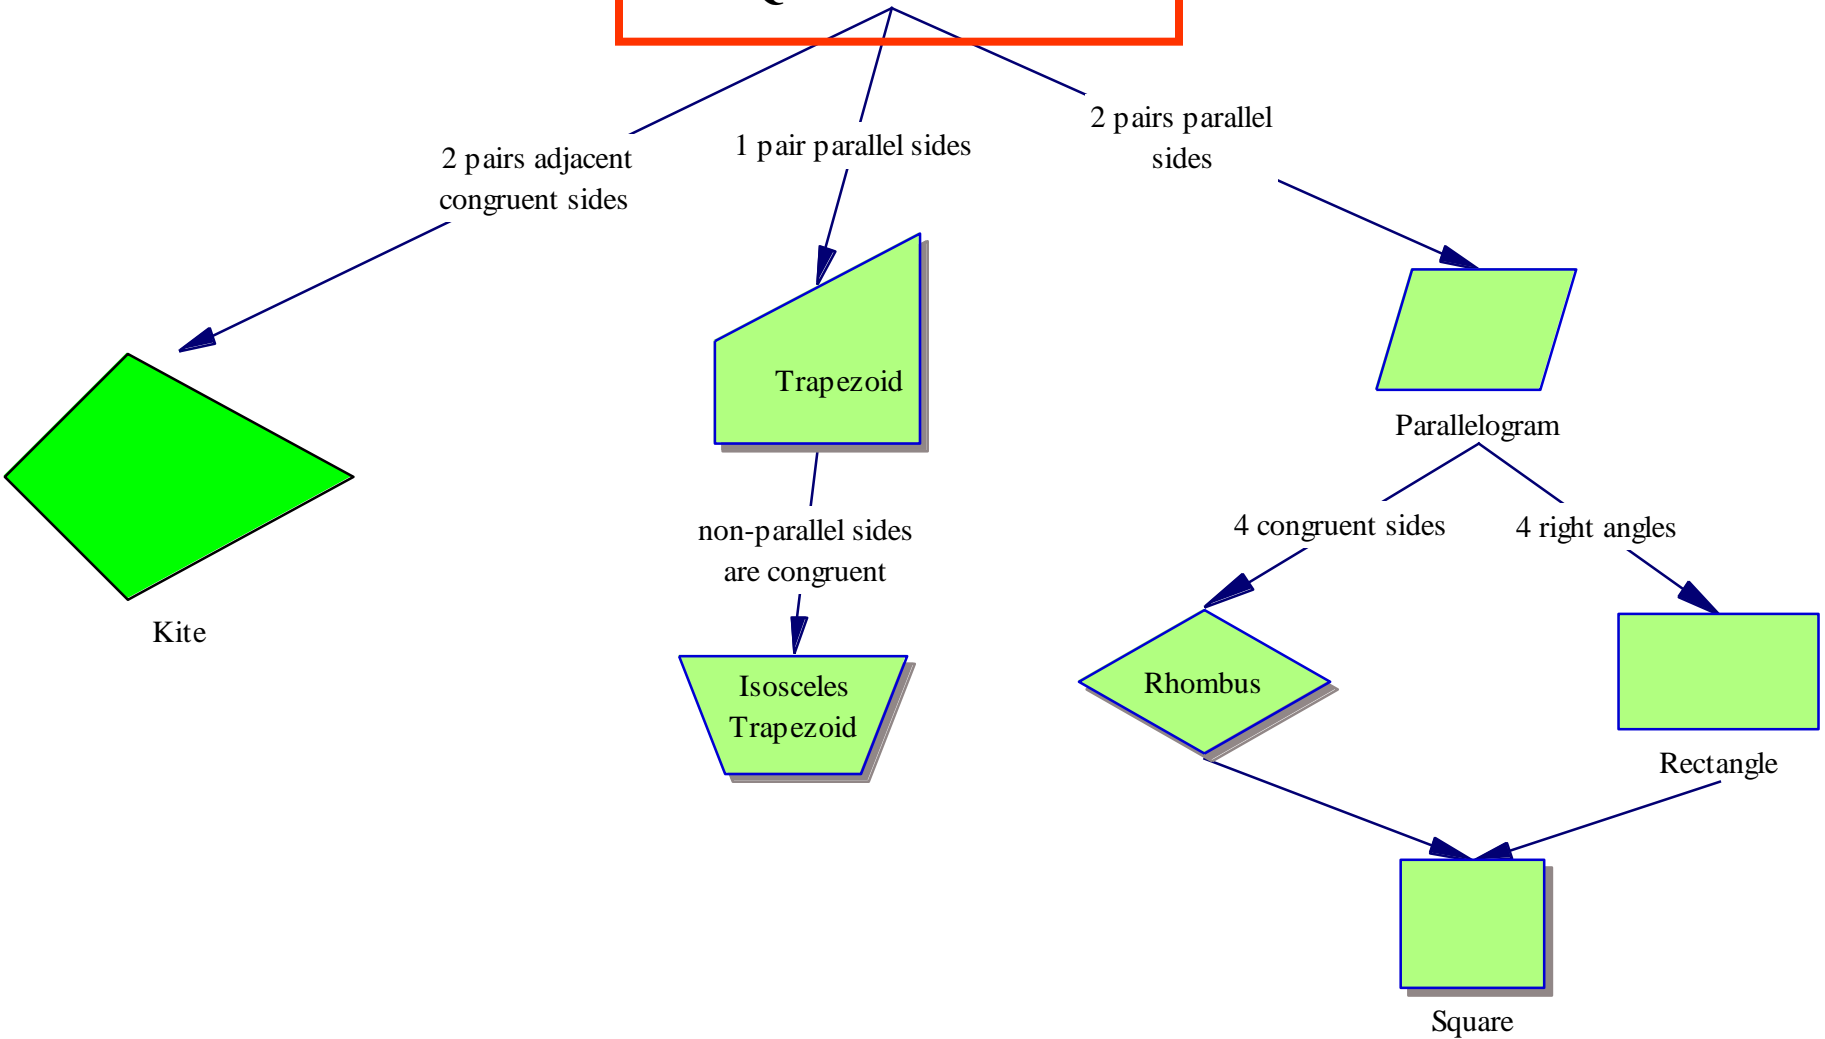 2 pairs adjacent
congruent sides
1 pair parallel sides
2 pairs parallel
sides
Trapezoid
Parallelogram
non-parallel sides
are congruent
4 congruent sides
4 right angles
Kite
Isosceles
Trapezoid
Rhombus
Rectangle
Square